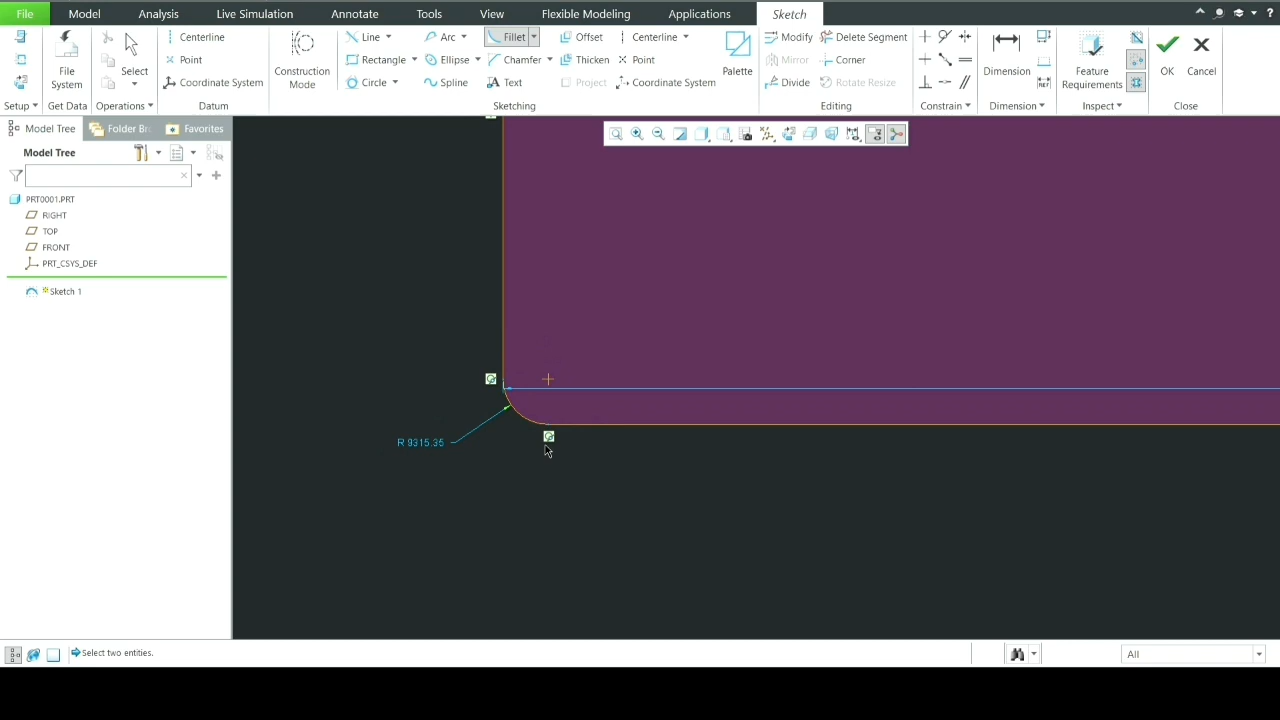 File Model Analysis Live Simulation Annotate Tools View Flexible Modeling Applications Sketch
Centerline Line Arc Fillet Offset Centerline Modify Delete Segment
Point Rectangle Ellipse Chamfer Thicken Point Mirror Corner
Coordinate System Circle Spline Text Project Coordinate System Divide Rotate Resize
File System Select Construction Mode Palette Dimension Feature Requirements OK Cancel
REF
Setup Get Data Operations Datum Sketching Editing Constrain Dimension Inspect Close
Model Tree Folder Br Favorites
Model Tree
PRT0001.PRT
RIGHT
TOP
FRONT
PRT_CSYS_DEF
Sketch 1
R 9315.35
Select two entities.
All